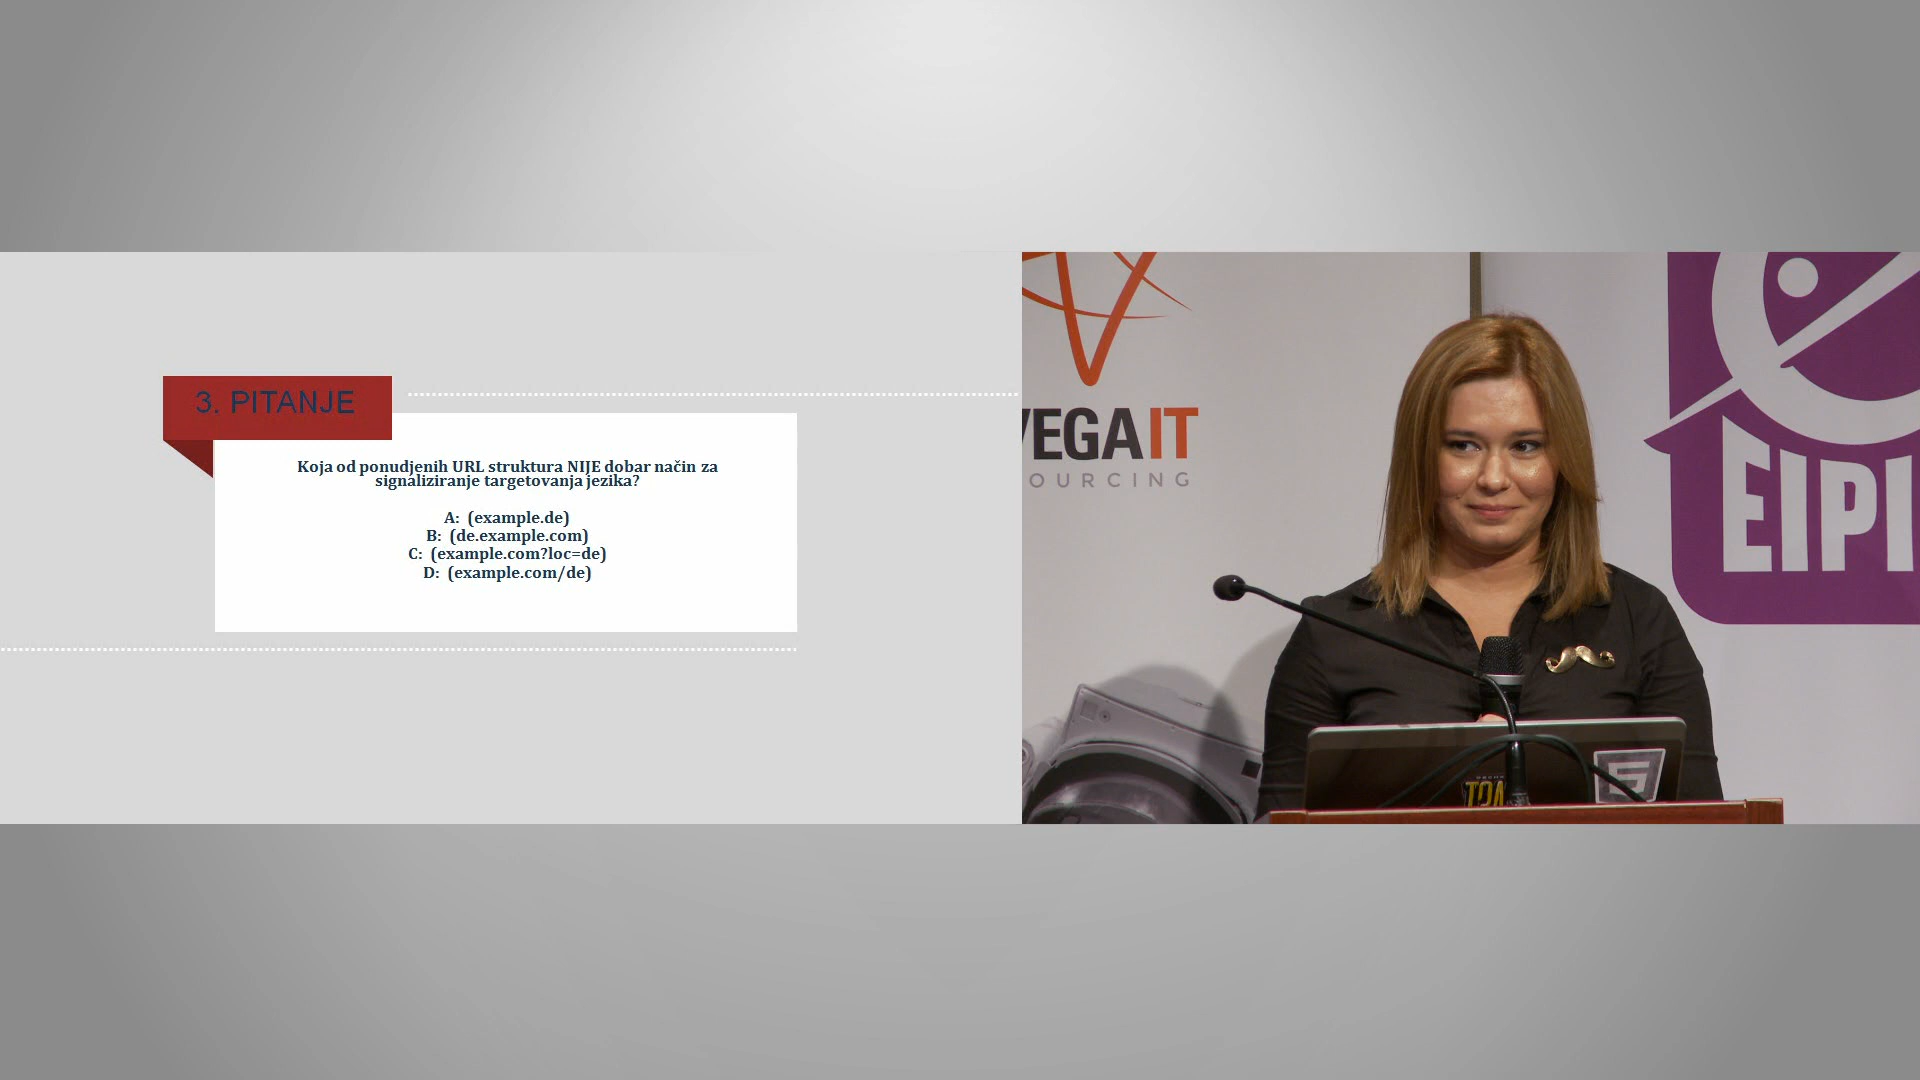 3. PITANJE
Koja od ponudjenih URL struktura NIJE dobar način za
signaliziranje targetovanja jezika?
A: (example.de)
B: (de.example.com)
C: (example.com?loc=de)
D: (example.com/de)
VEGA IT
OURCING
EIPI